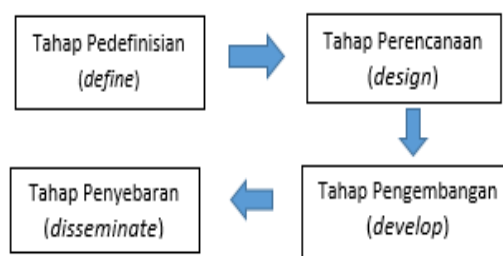 Tahap Pedefinisian
(define)
Tahap Perencanaan
(design)
Tahap Pengembangan
(develop)
Tahap Penyebaran
(disseminate)